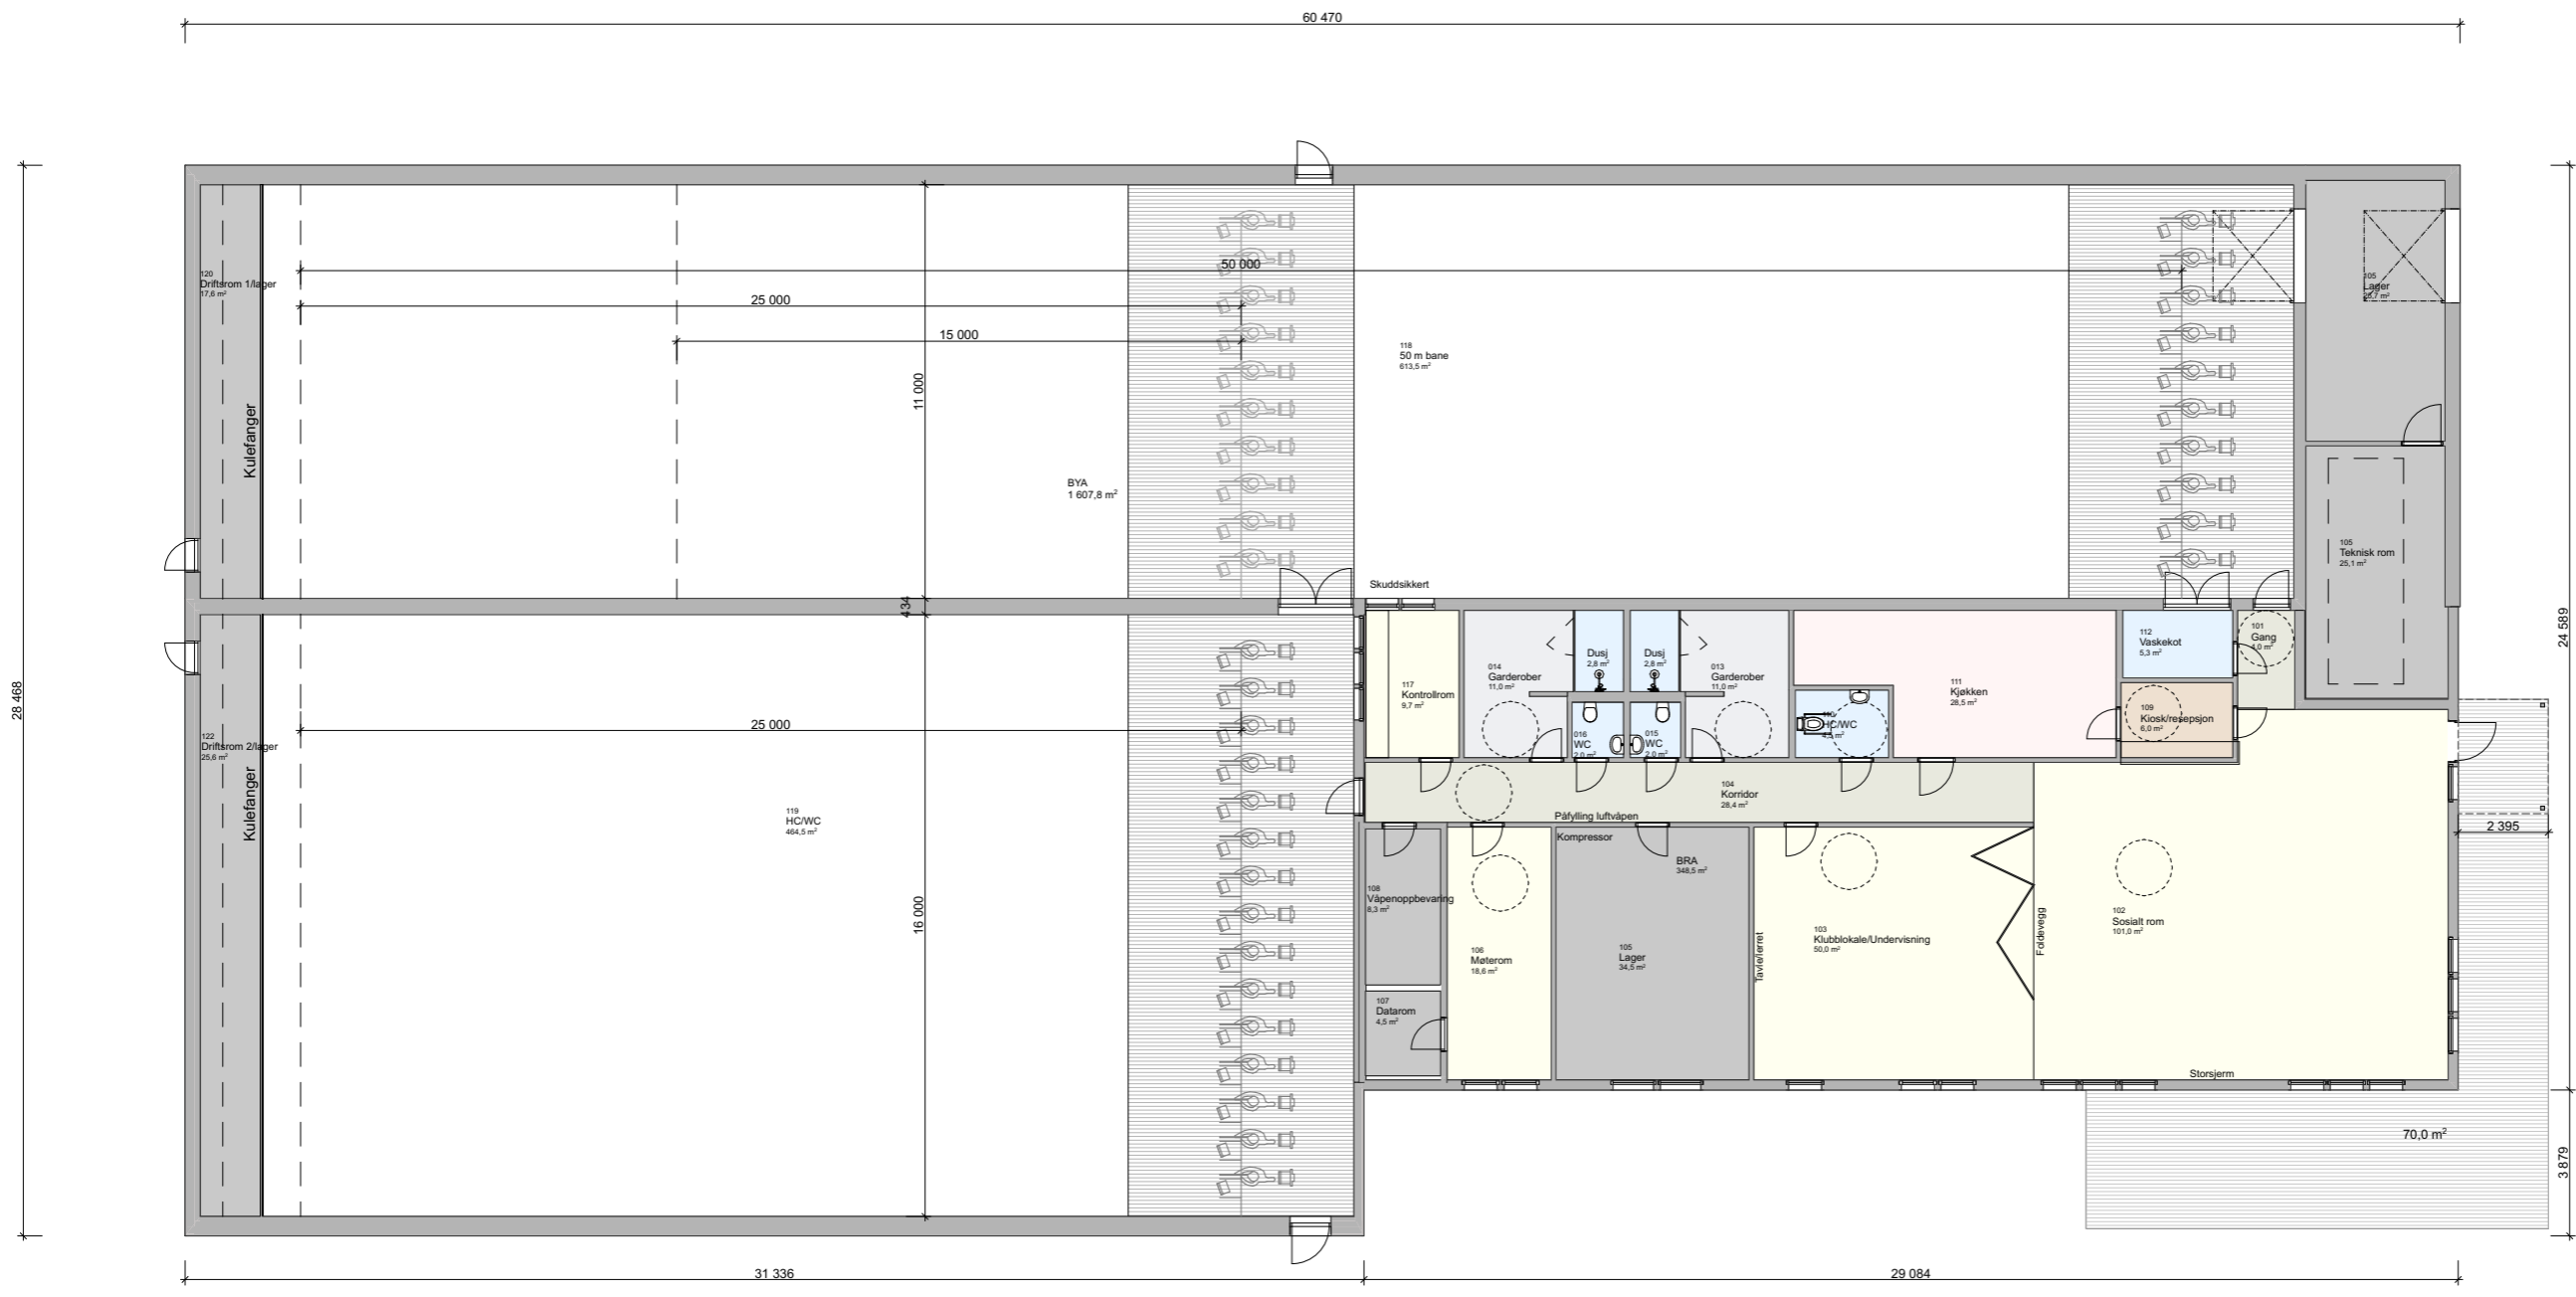 60 470
28 468
24 589
3 879
120
Driftsrom 1/lager
17,6 m²
Kulefanger
50 000
25 000
15 000
11 000
BYA
1 607,8 m²
118
50 m bane
613,5 m²
105
Lager
105
Teknisk rom
25,1 m²
434
Skuddsikkert
122
Driftsrom 2/lager
25,6 m²
Kulefanger
25 000
119
HC/WC
464,5 m²
16 000
117
Kontrollrom
9,7 m²
014
Garderober
11,0 m²
Dusj
2,8 m²
Dusj
2,8 m²
013
Garderober
11,0 m²
016
WC
2,0 m²
015
WC
2,0 m²
HC/WC
111
Kjøkken
28,5 m²
112
Vaskekot
5,3 m²
101
Gang
109
Kiosk/resepsjon
6,0 m²
104
Korridor
28,4 m²
Påfylling luftvåpen
Kompressor
BRA
348,5 m²
108
Våpenoppbevaring
8,3 m²
107
Datarom
4,5 m²
106
Møterom
18,6 m²
105
Lager
34,5 m²
Tavle/lerret
103
Klubblokale/Undervisning
50,0 m²
Foldevegg
102
Sosialt rom
101,0 m²
Storsjerm
2 395
70,0 m²
31 336
29 084